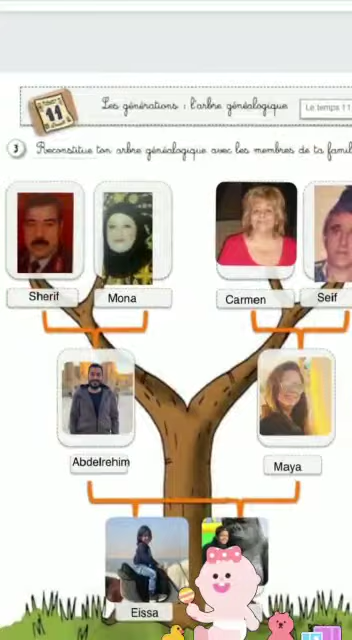 11
Les générations : l'arbre généalogique
Le temps 11
3 Reconstitue ton arbre généalogique avec les membres de ta famil
Sherif Mona Carmen Seif
Abdelrehim Maya
Eissa